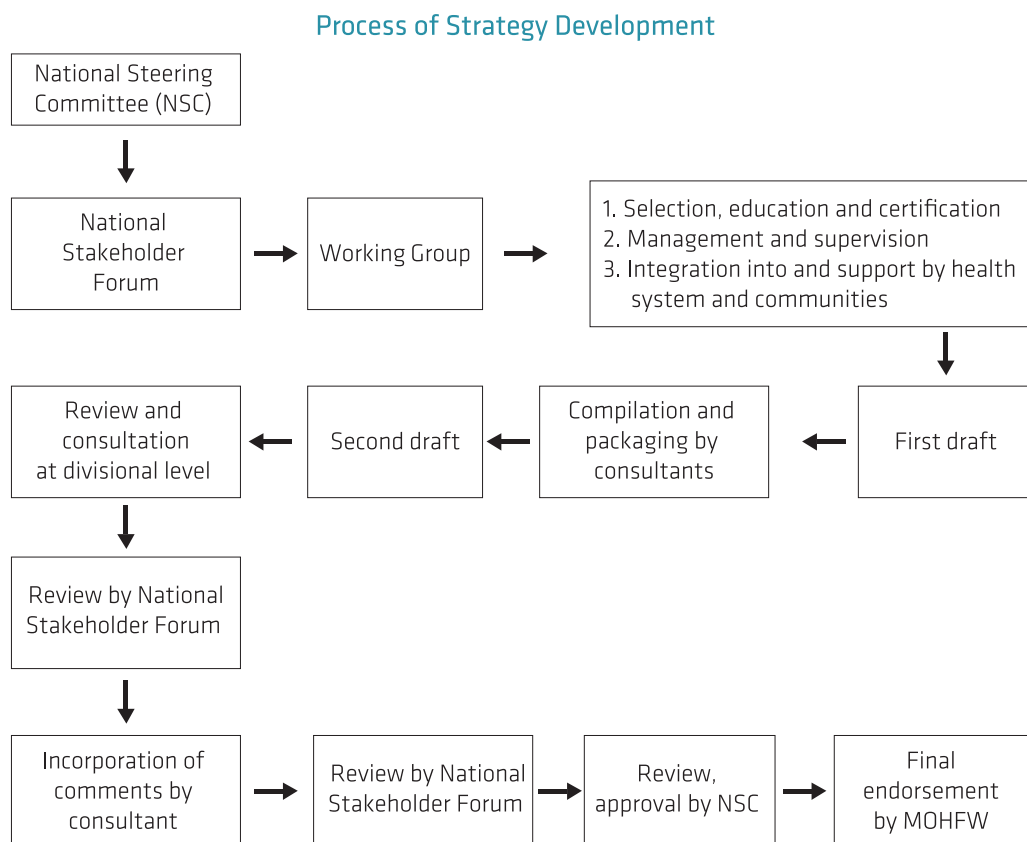 Process of Strategy Development
National Steering
Committee (NSC)
National
Stakeholder
Forum
Working Group
1. Selection, education and certification
2. Management and supervision
3. Integration into and support by health
system and communities
First draft
Compilation and
packaging by
consultants
Second draft
Review and
consultation
at divisional level
Review by National
Stakeholder Forum
Incorporation of
comments by
consultant
Review by National
Stakeholder Forum
Review,
approval by NSC
Final
endorsement
by MOHFW